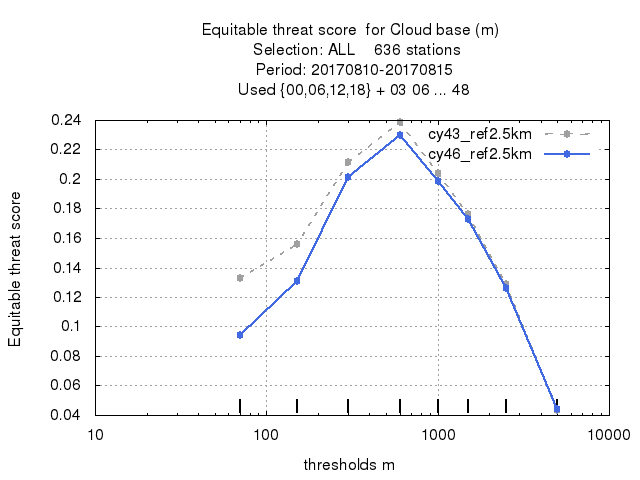 Equitable threat score  for Cloud base (m)
Selection: ALL    636 stations
Period: 20170810-20170815
Used {00,06,12,18} + 03 06 ... 48
cy43_ref2.5km
cy46_ref2.5km
Equitable threat score
0.24
0.22
0.2
0.18
0.16
0.14
0.12
0.1
0.08
0.06
0.04
10 100 1000 10000
thresholds m